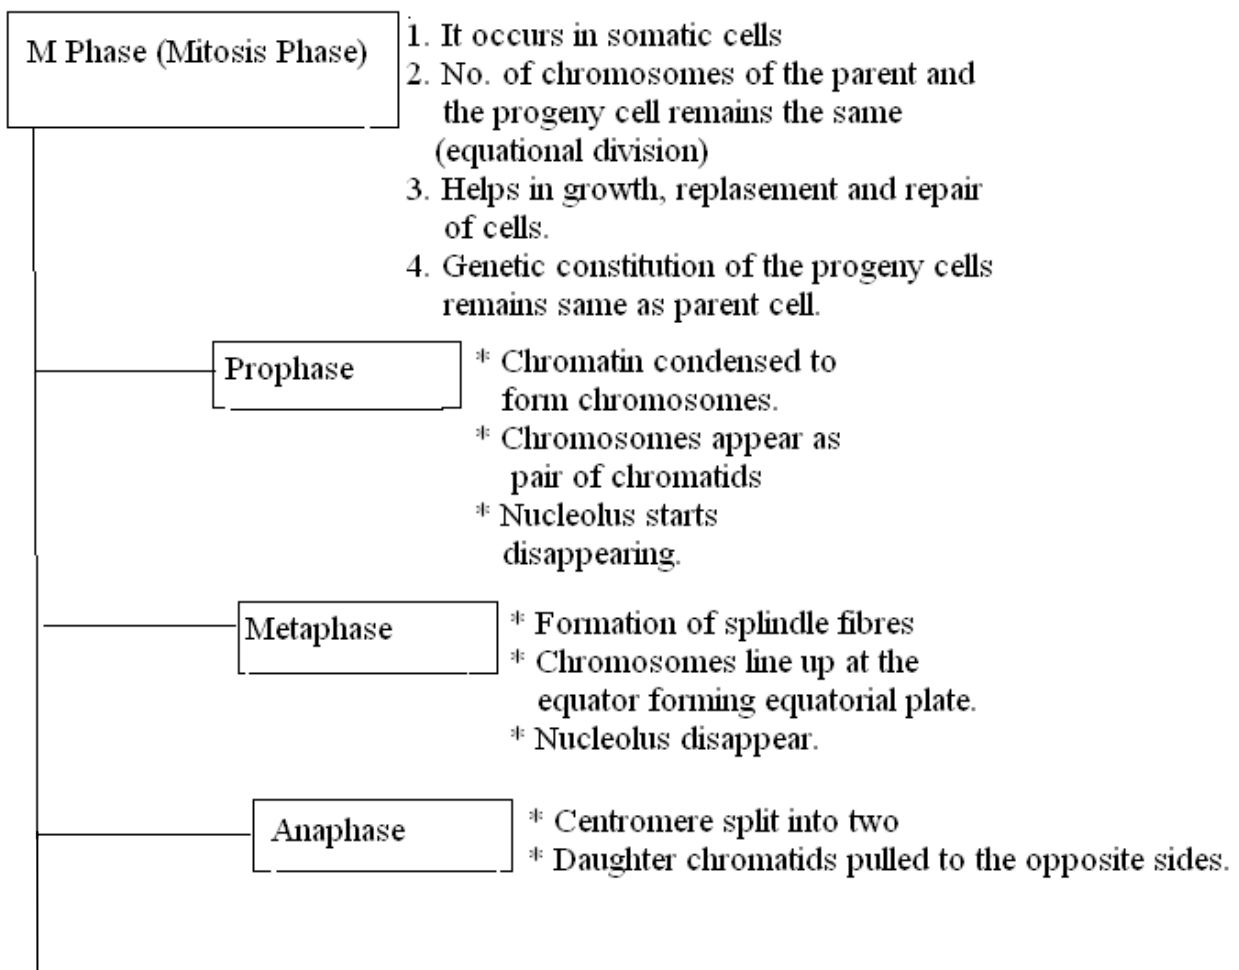 M Phase (Mitosis Phase)
1. It occurs in somatic cells
2. No. of chromosomes of the parent and
the progeny cell remains the same
(equational division)
3. Helps in growth, replasement and repair
of cells.
4. Genetic constitution of the progeny cells
remains same as parent cell.
Prophase
* Chromatin condensed to
form chromosomes.
* Chromosomes appear as
pair of chromatids
* Nucleolus starts
disappearing.
Metaphase
* Formation of splindle fibres
* Chromosomes line up at the
equator forming equatorial plate.
* Nucleolus disappear.
Anaphase
* Centromere split into two
* Daughter chromatids pulled to the opposite sides.